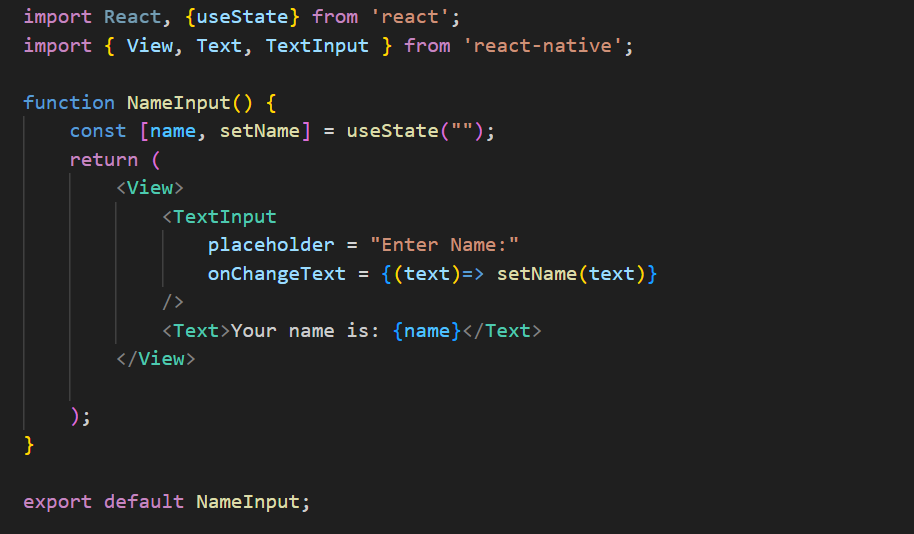 import React, {useState} from 'react';
import { View, Text, TextInput } from 'react-native';

function NameInput() {
    const [name, setName] = useState("");
    return (
        <View>
            <TextInput
                placeholder = "Enter Name:"
                onChangeText = {(text)=> setName(text)}
            />
            <Text>Your name is: {name}</Text>
        </View>

    );
}

export default NameInput;